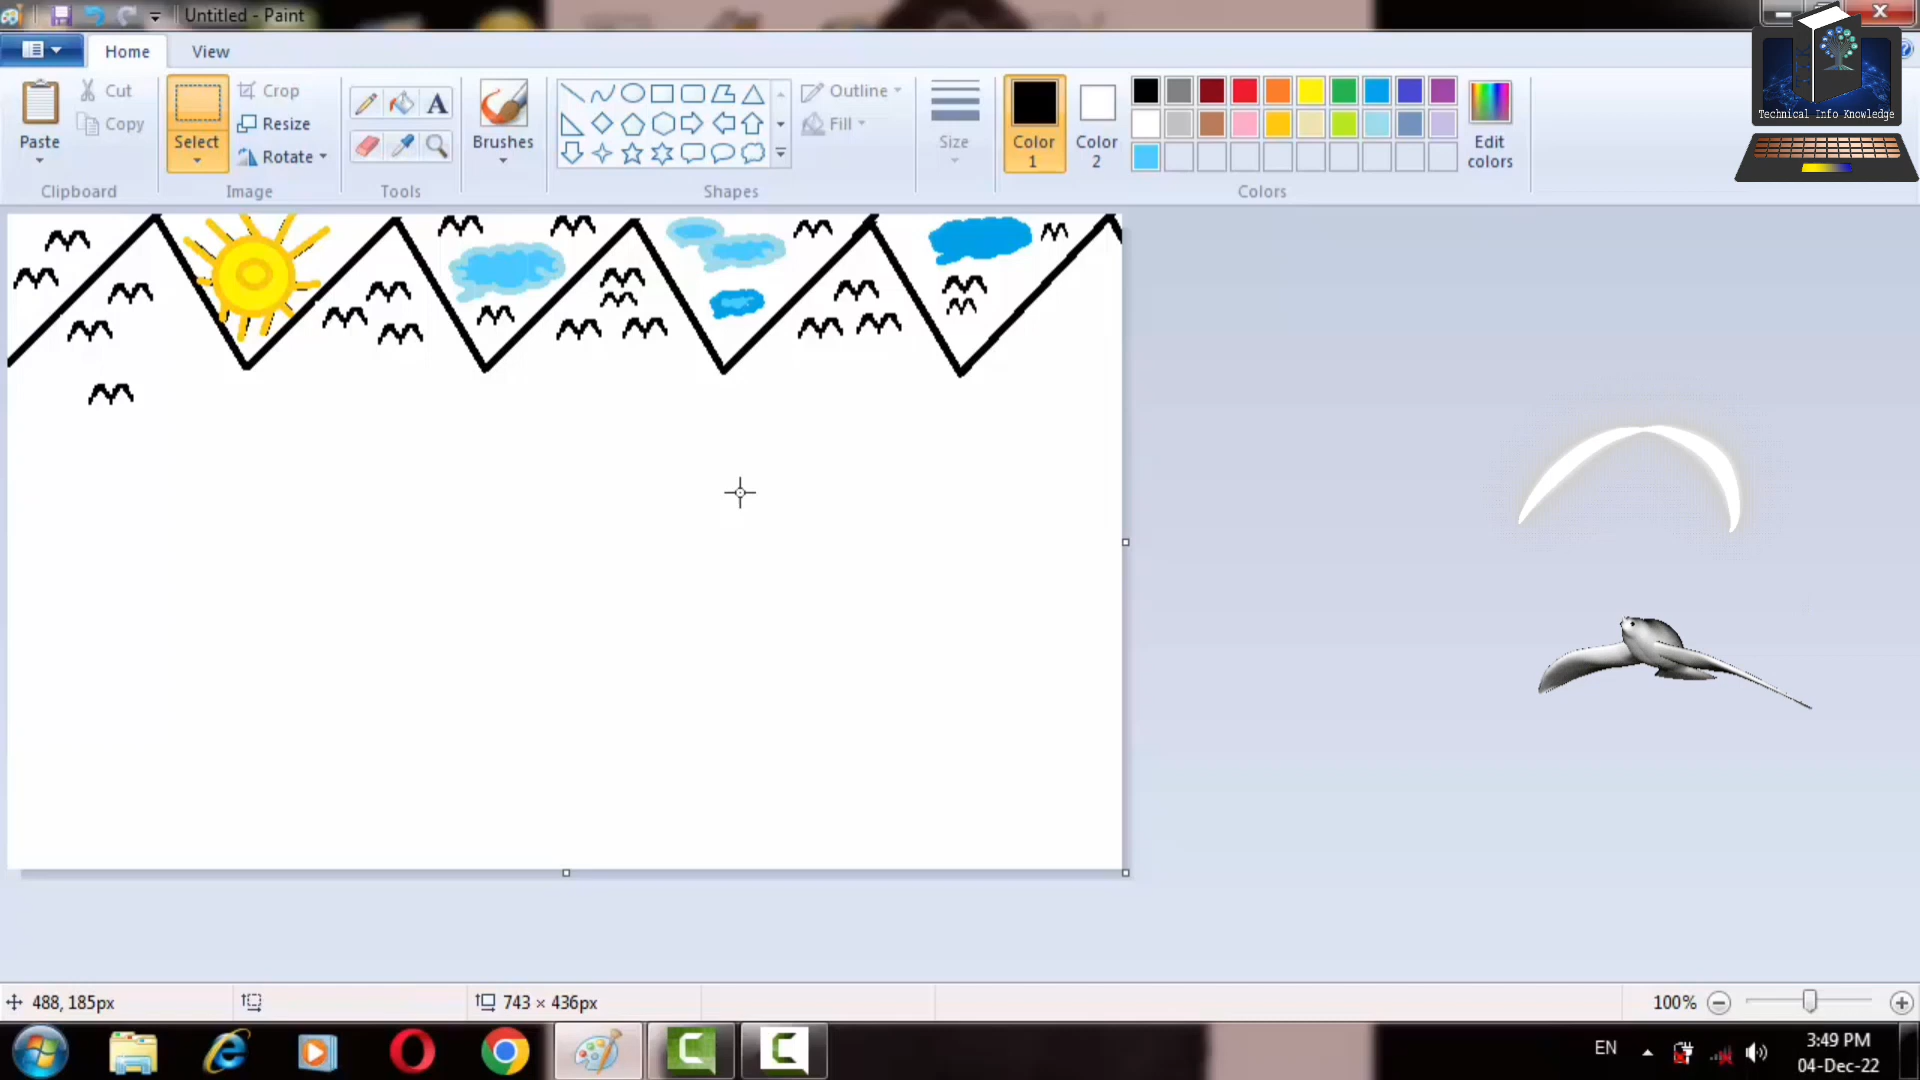 Untitled - Paint
Home
View
Technical Info Knowledge
Paste
Cut
Copy
Clipboard
Select
Crop
Resize
Rotate
Image
A
Tools
Brushes
Shapes
Outline
Fill
Size
Color
1
Color
2
Colors
Edit
colors
488, 185px
743 × 436px
100%
EN
3:49 PM
04-Dec-22